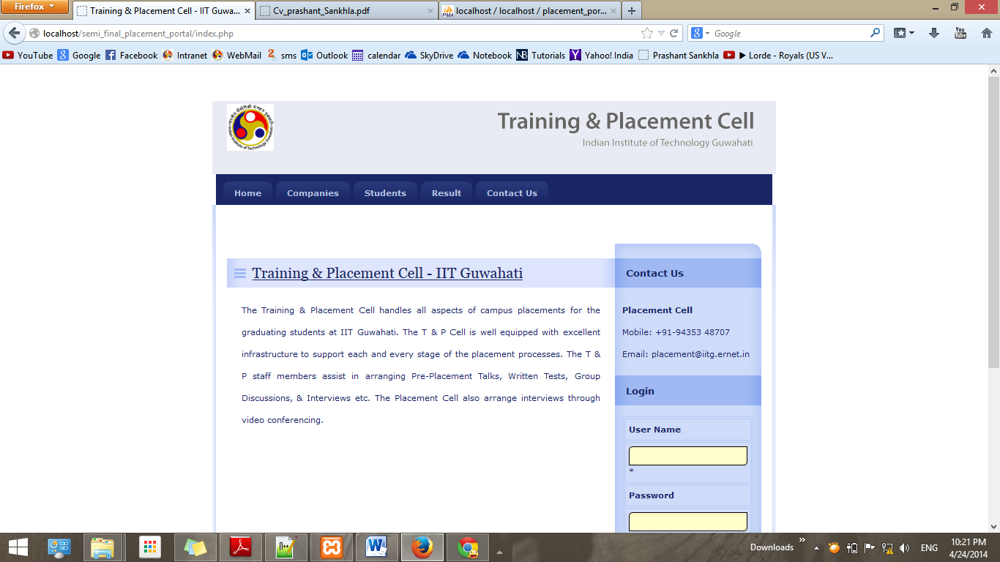 Firefox
Training & Placement Cell - IIT Guwa...
Cv_prashant_Sankhla.pdf
localhost / localhost / placement_por...
localhost/semi_final_placement_portal/index.php
Google
YouTube Google Facebook Intranet WebMail sms Outlook calendar SkyDrive Notebook Tutorials Yahoo! India Prashant Sankhla ▶ Lorde - Royals (US V...
Training & Placement Cell
Indian Institute of Technology Guwahati
Home Companies Students Result Contact Us
Training & Placement Cell - IIT Guwahati
The Training & Placement Cell handles all aspects of campus placements for the
graduating students at IIT Guwahati. The T & P Cell is well equipped with excellent
infrastructure to support each and every stage of the placement processes. The T &
P staff members assist in arranging Pre-Placement Talks, Written Tests, Group
Discussions, & Interviews etc. The Placement Cell also arrange interviews through
video conferencing.
Contact Us
Placement Cell
Mobile: +91-94353 48707
Email: placement@iitg.ernet.in
Login
User Name
*
Password
Downloads
ENG
10:21 PM
4/24/2014